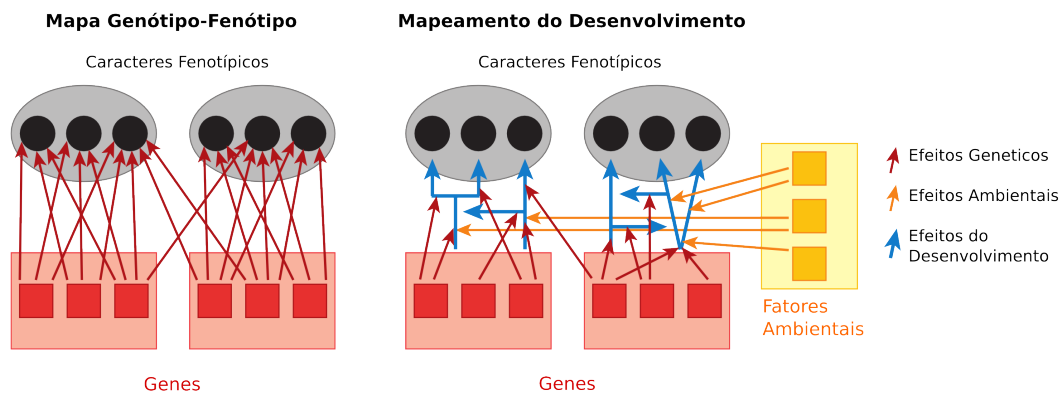 Mapa Genótipo-Fenótipo
Caracteres Fenotípicos
Genes
Mapeamento do Desenvolvimento
Caracteres Fenotípicos
Genes
Fatores
Ambientais
Efeitos Geneticos
Efeitos Ambientais
Efeitos do
Desenvolvimento